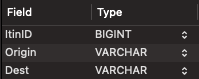 Field Type
ItinID BIGINT
Origin VARCHAR
Dest VARCHAR